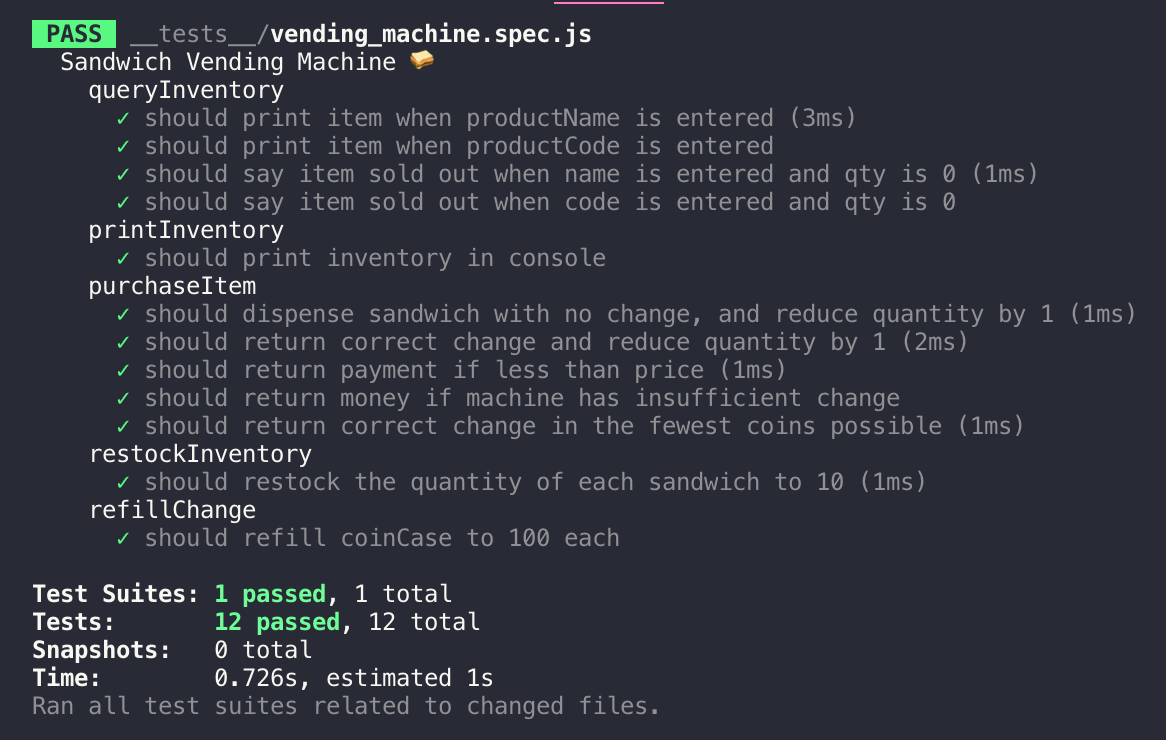 PASS __tests__/vending_machine.spec.js
Sandwich Vending Machine 🥪
queryInventory
✓ should print item when productName is entered (3ms)
✓ should print item when productCode is entered
✓ should say item sold out when name is entered and qty is 0 (1ms)
✓ should say item sold out when code is entered and qty is 0
printInventory
✓ should print inventory in console
purchaseItem
✓ should dispense sandwich with no change, and reduce quantity by 1 (1ms)
✓ should return correct change and reduce quantity by 1 (2ms)
✓ should return payment if less than price (1ms)
✓ should return money if machine has insufficient change
✓ should return correct change in the fewest coins possible (1ms)
restockInventory
✓ should restock the quantity of each sandwich to 10 (1ms)
refillChange
✓ should refill coinCase to 100 each
Test Suites: 1 passed, 1 total
Tests: 12 passed, 12 total
Snapshots: 0 total
Time: 0.726s, estimated 1s
Ran all test suites related to changed files.